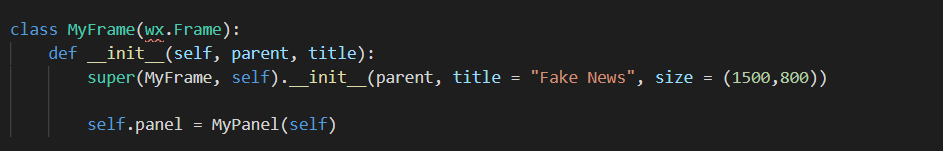 class MyFrame(wx.Frame):
    def __init__(self, parent, title):
        super(MyFrame, self).__init__(parent, title = "Fake News", size = (1500,800))
        self.panel = MyPanel(self)